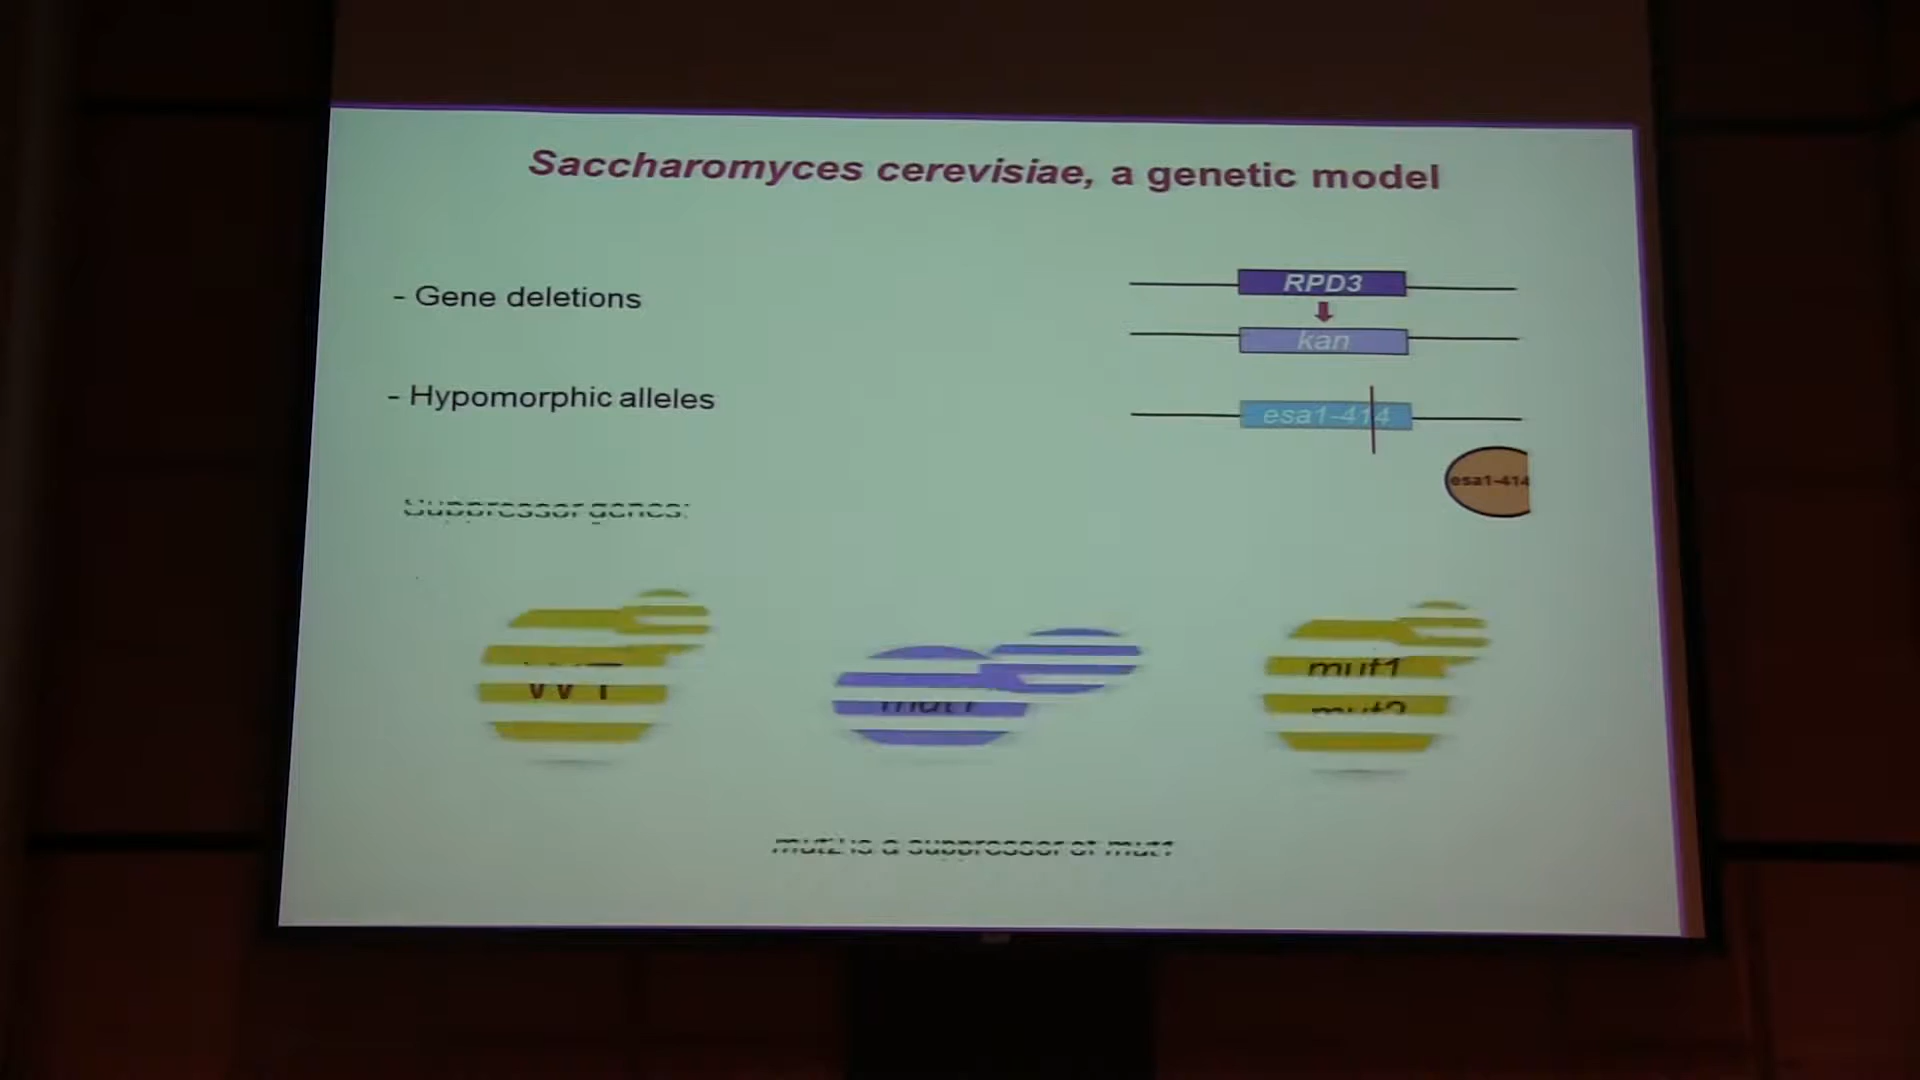 Saccharomyces cerevisiae, a genetic model
- Gene deletions
RPD3
kan
- Hypomorphic alleles
esa1-414
esa1-414
Suppressor genes:
WT
mut1
mut1
mut2
mut2 is a suppressor of mut1